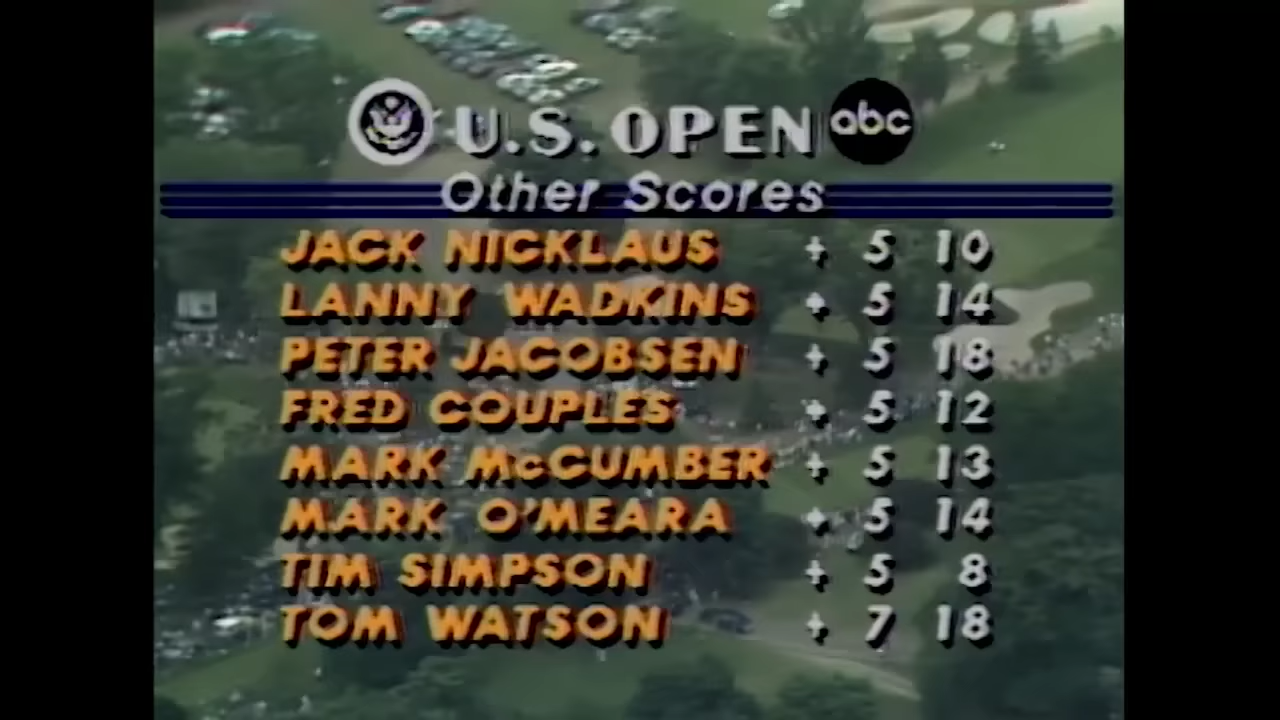 U.S. OPEN abc
Other Scores
JACK NICKLAUS + 5 10
LANNY WADKINS + 5 14
PETER JACOBSEN + 5 18
FRED COUPLES + 5 12
MARK McCUMBER + 5 13
MARK O'MEARA + 5 14
TIM SIMPSON + 5 8
TOM WATSON + 7 18